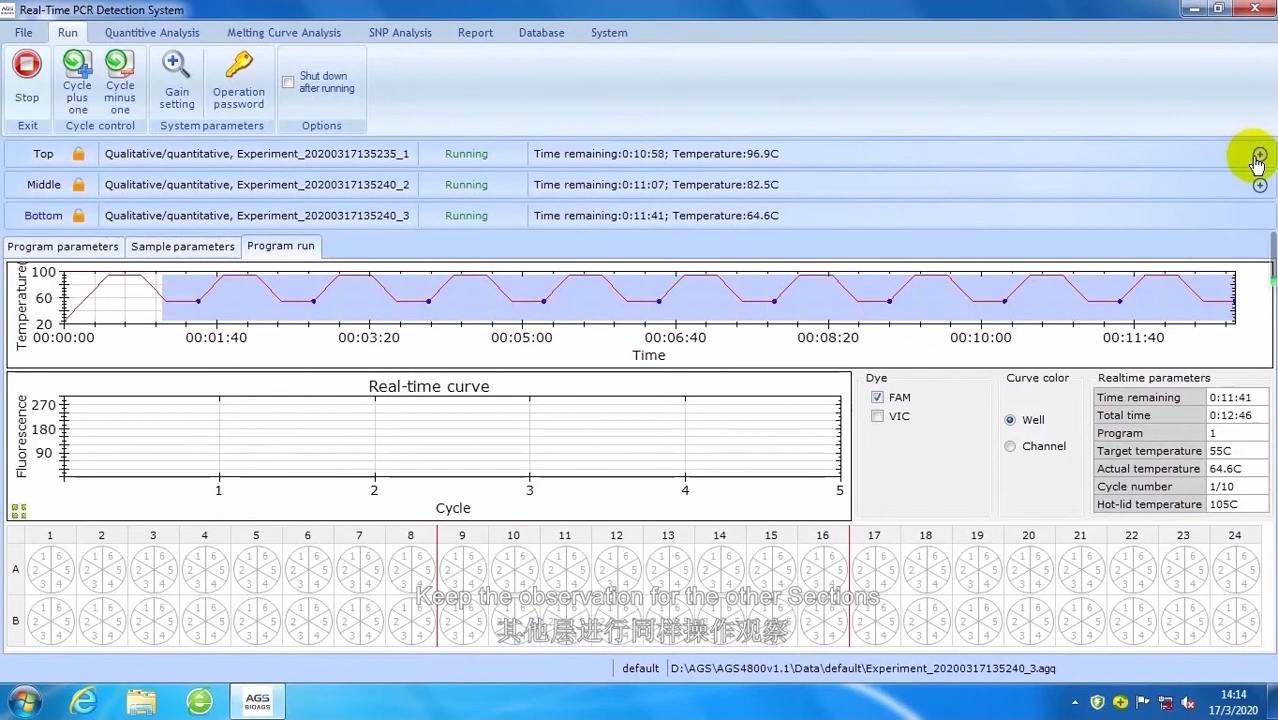 AGS Real-Time PCR Detection System
File Run Quantitive Analysis Melting Curve Analysis SNP Analysis Report Database System
Stop
Cycle plus one
Cycle minus one
Gain setting
Operation password
Shut down after running
Exit Cycle control System parameters Options
Top Qualitative/quantitative, Experiment_20200317135235_1 Running Time remaining:0:10:58; Temperature:96.9C
Middle Qualitative/quantitative, Experiment_20200317135240_2 Running Time remaining:0:11:07; Temperature:82.5C
Bottom Qualitative/quantitative, Experiment_20200317135240_3 Running Time remaining:0:11:41; Temperature:64.6C
Program parameters Sample parameters Program run
Temperature(
100
60
20
00:00:00 00:01:40 00:03:20 00:05:00 00:06:40 00:08:20 00:10:00 00:11:40
Time
Real-time curve
Fluorescence
270
180
90
1 2 3 4 5
Cycle
Dye
FAM
VIC
Curve color
Well
Channel
Realtime parameters
Time remaining 0:11:41
Total time 0:12:46
Program 1
Target temperature 55C
Actual temperature 64.6C
Cycle number 1/10
Hot-lid temperature 105C
1 2 3 4 5 6 7 8 9 10 11 12 13 14 15 16 17 18 19 20 21 22 23 24
A
B
Keep the observation for the other Sections
其他层进行同样操作观察
default D:\AGS\AGS4800v1.1\Data\default\Experiment_20200317135240_3.agq
AGS
BIOAGS
14:14
17/3/2020